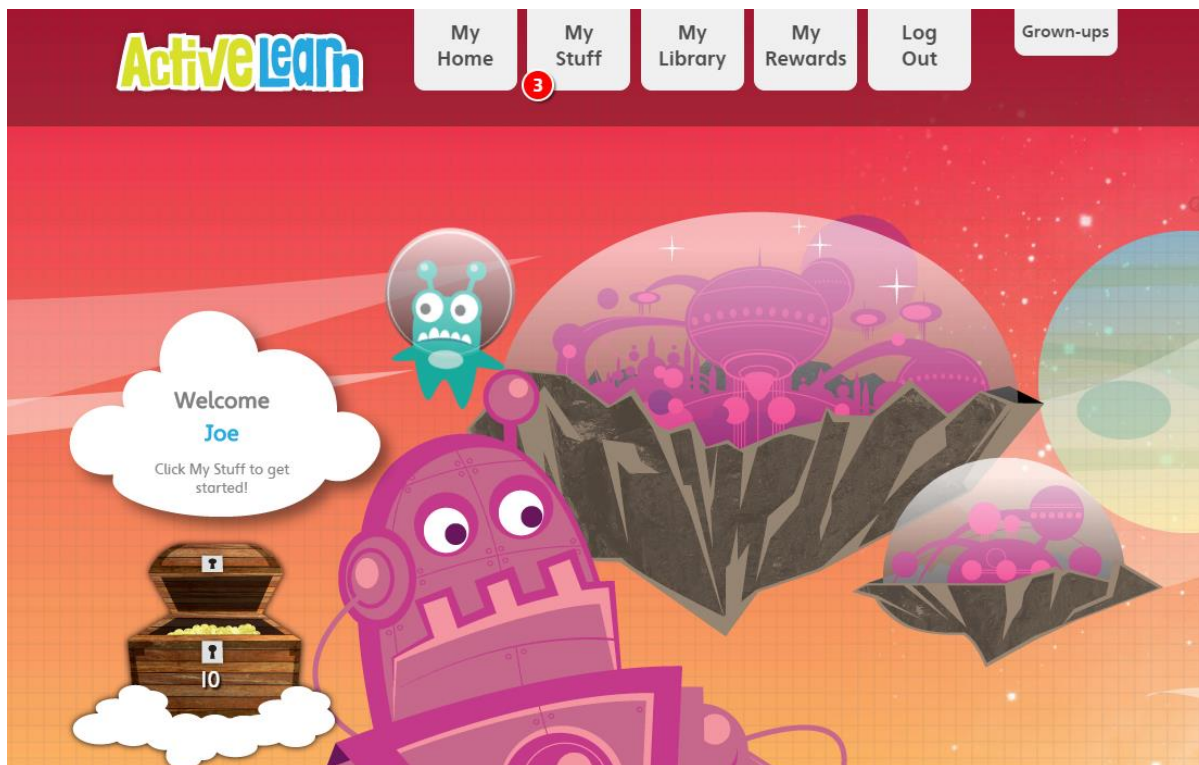 ActiveLearn
My Home
My Stuff
3
My Library
My Rewards
Log Out
Grown-ups
Welcome
Joe
Click My Stuff to get
started!
10